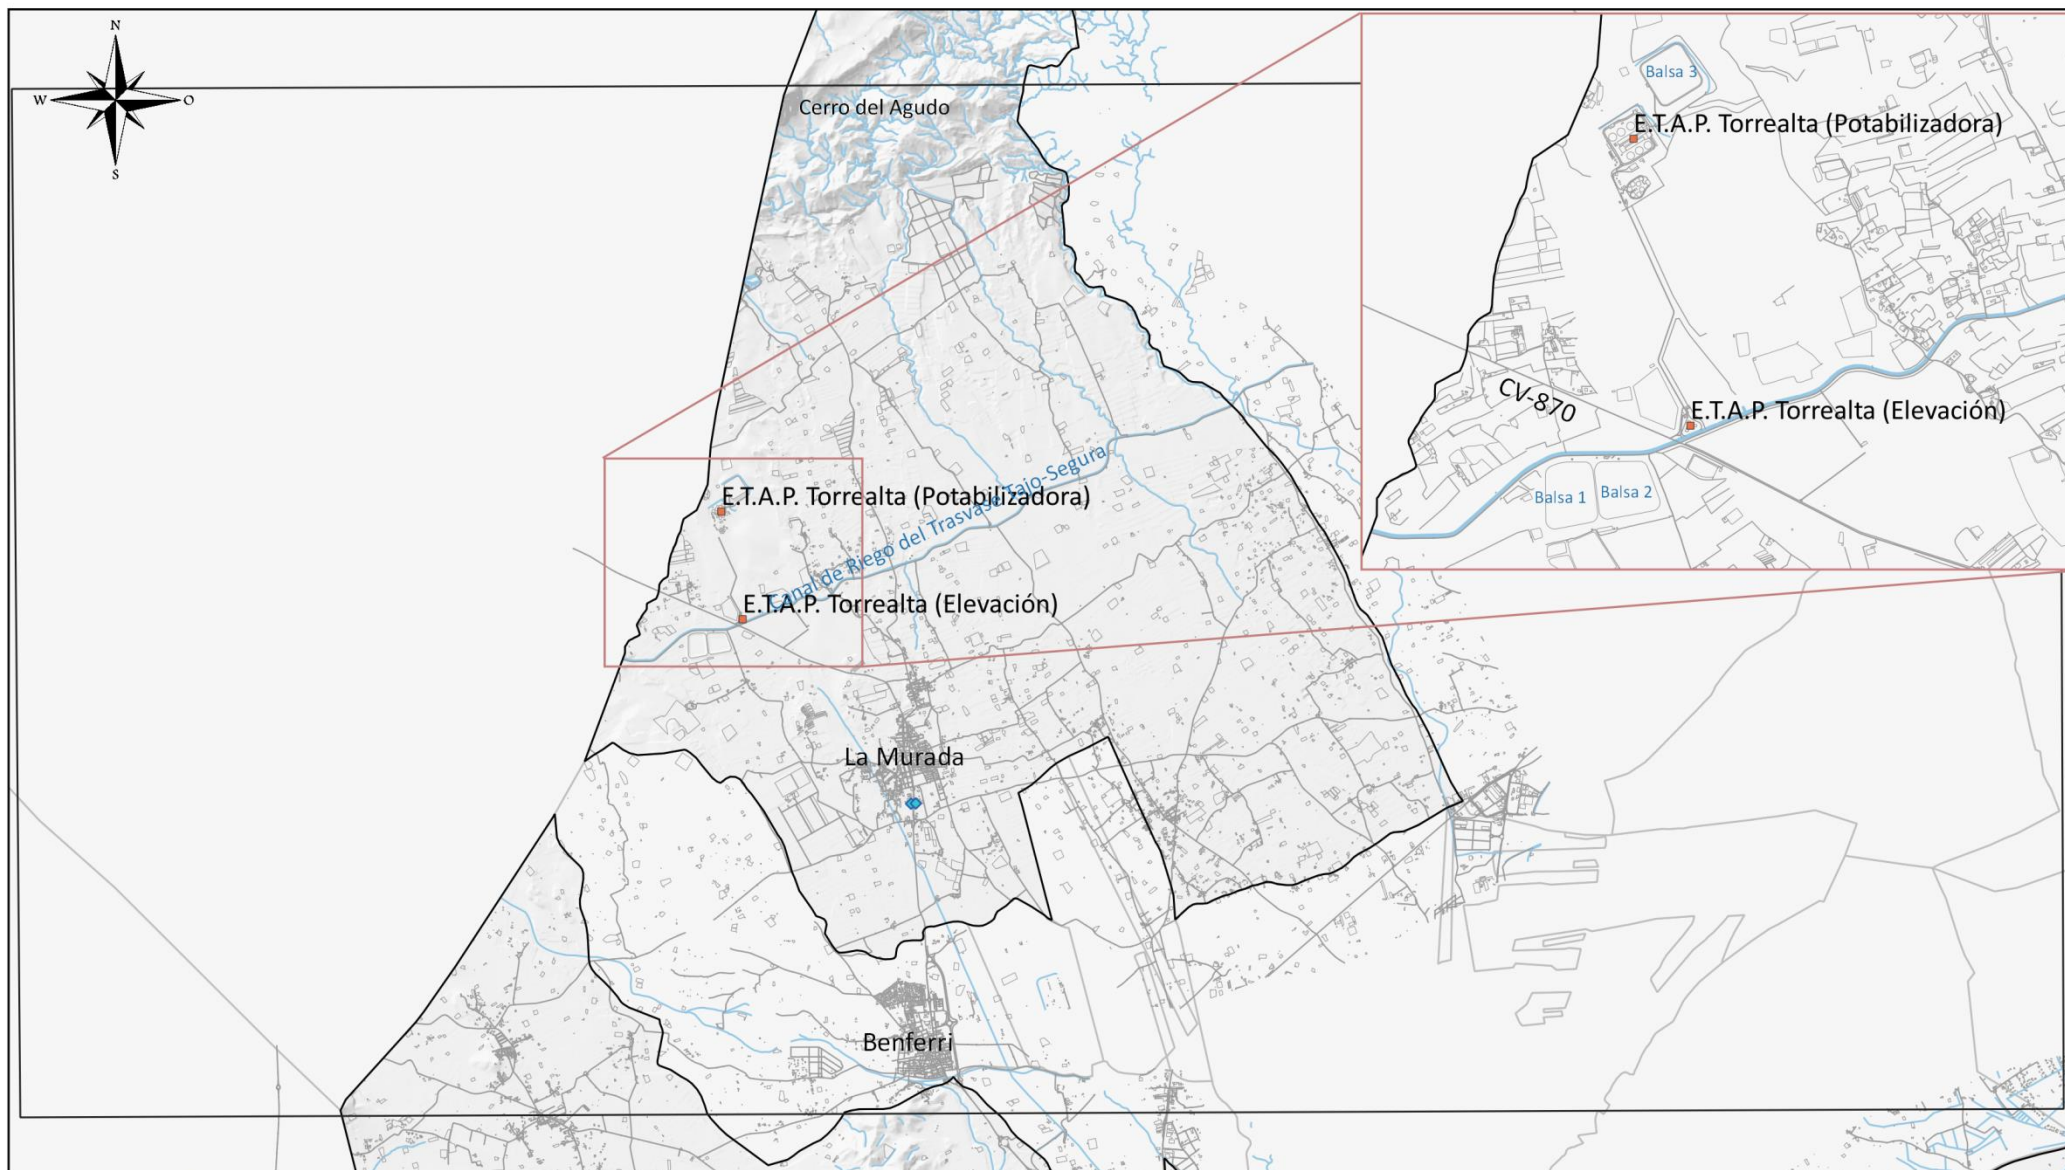 N
W
O
S
Cerro del Agudo
E.T.A.P. Torrealta (Potabilizadora)
Canal de Riego del Trasvase Tajo-Segura
E.T.A.P. Torrealta (Elevación)
La Murada
Benferri
Balsa 3
E.T.A.P. Torrealta (Potabilizadora)
CV-870
E.T.A.P. Torrealta (Elevación)
Balsa 1
Balsa 2